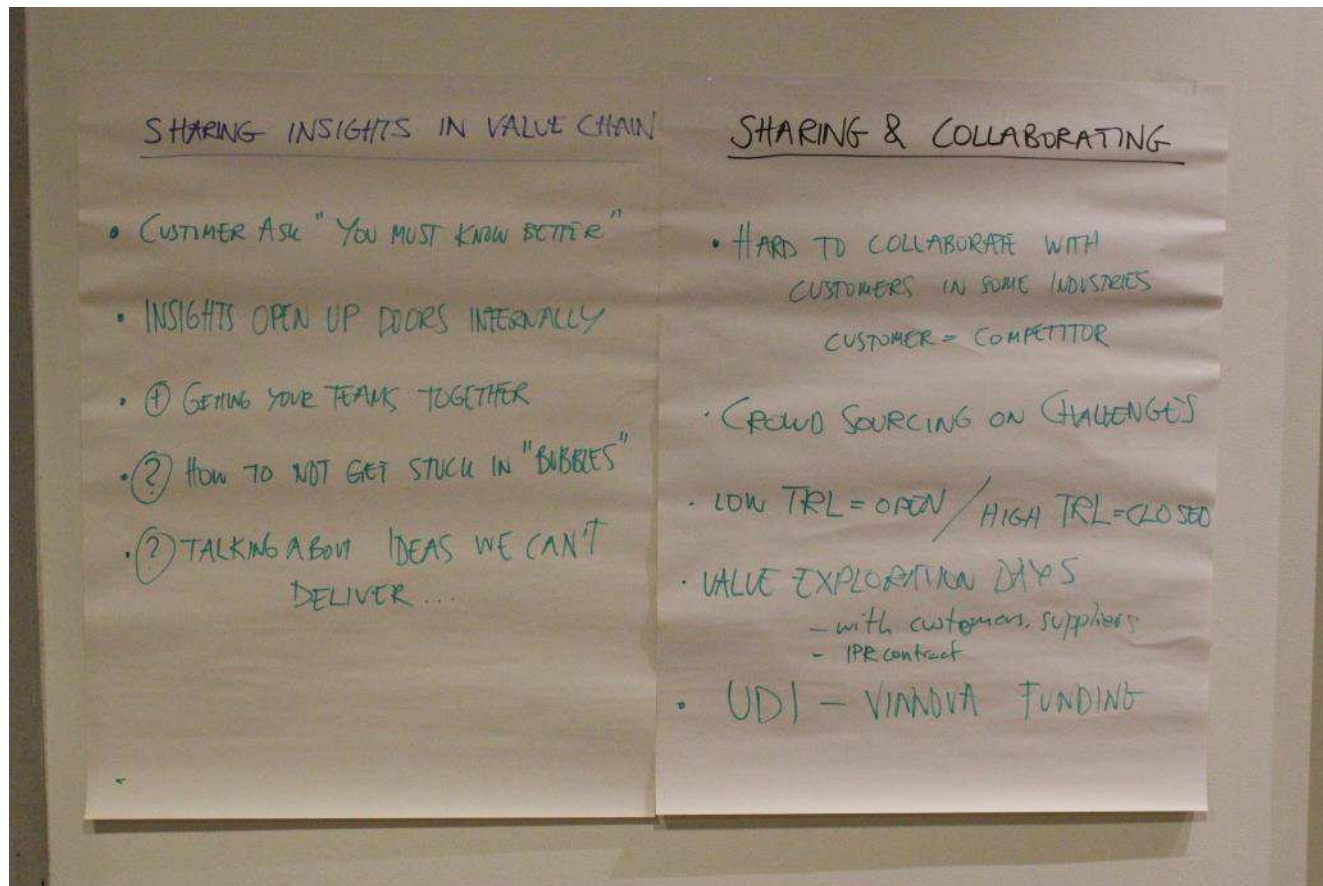 SHARING INSIGHTS IN VALUE CHAIN
• CUSTIMER ASK "YOU MUST KNOW BETTER"
• INSIGHTS OPEN UP DOORS INTERNALLY
• + GETTING YOUR TEAMS TOGETHER
• ? HOW TO NOT GET STUCK IN "BUBBLES"
• ? TALKING ABOUT IDEAS WE CAN'T
DELIVER...
SHARING & COLLABORATING
• HARD TO COLLABORATE WITH
CUSTOMERS IN SOME INDUSTRIES
CUSTOMER = COMPETITOR
• CROWD SOURCING ON CHALLENGES
• LOW TRL = OPEN / HIGH TRL = CLOSED
• VALUE EXPLORATION DAYS
- with customers, suppliers
- IPR contract
• UDI - VINNOVA FUNDING